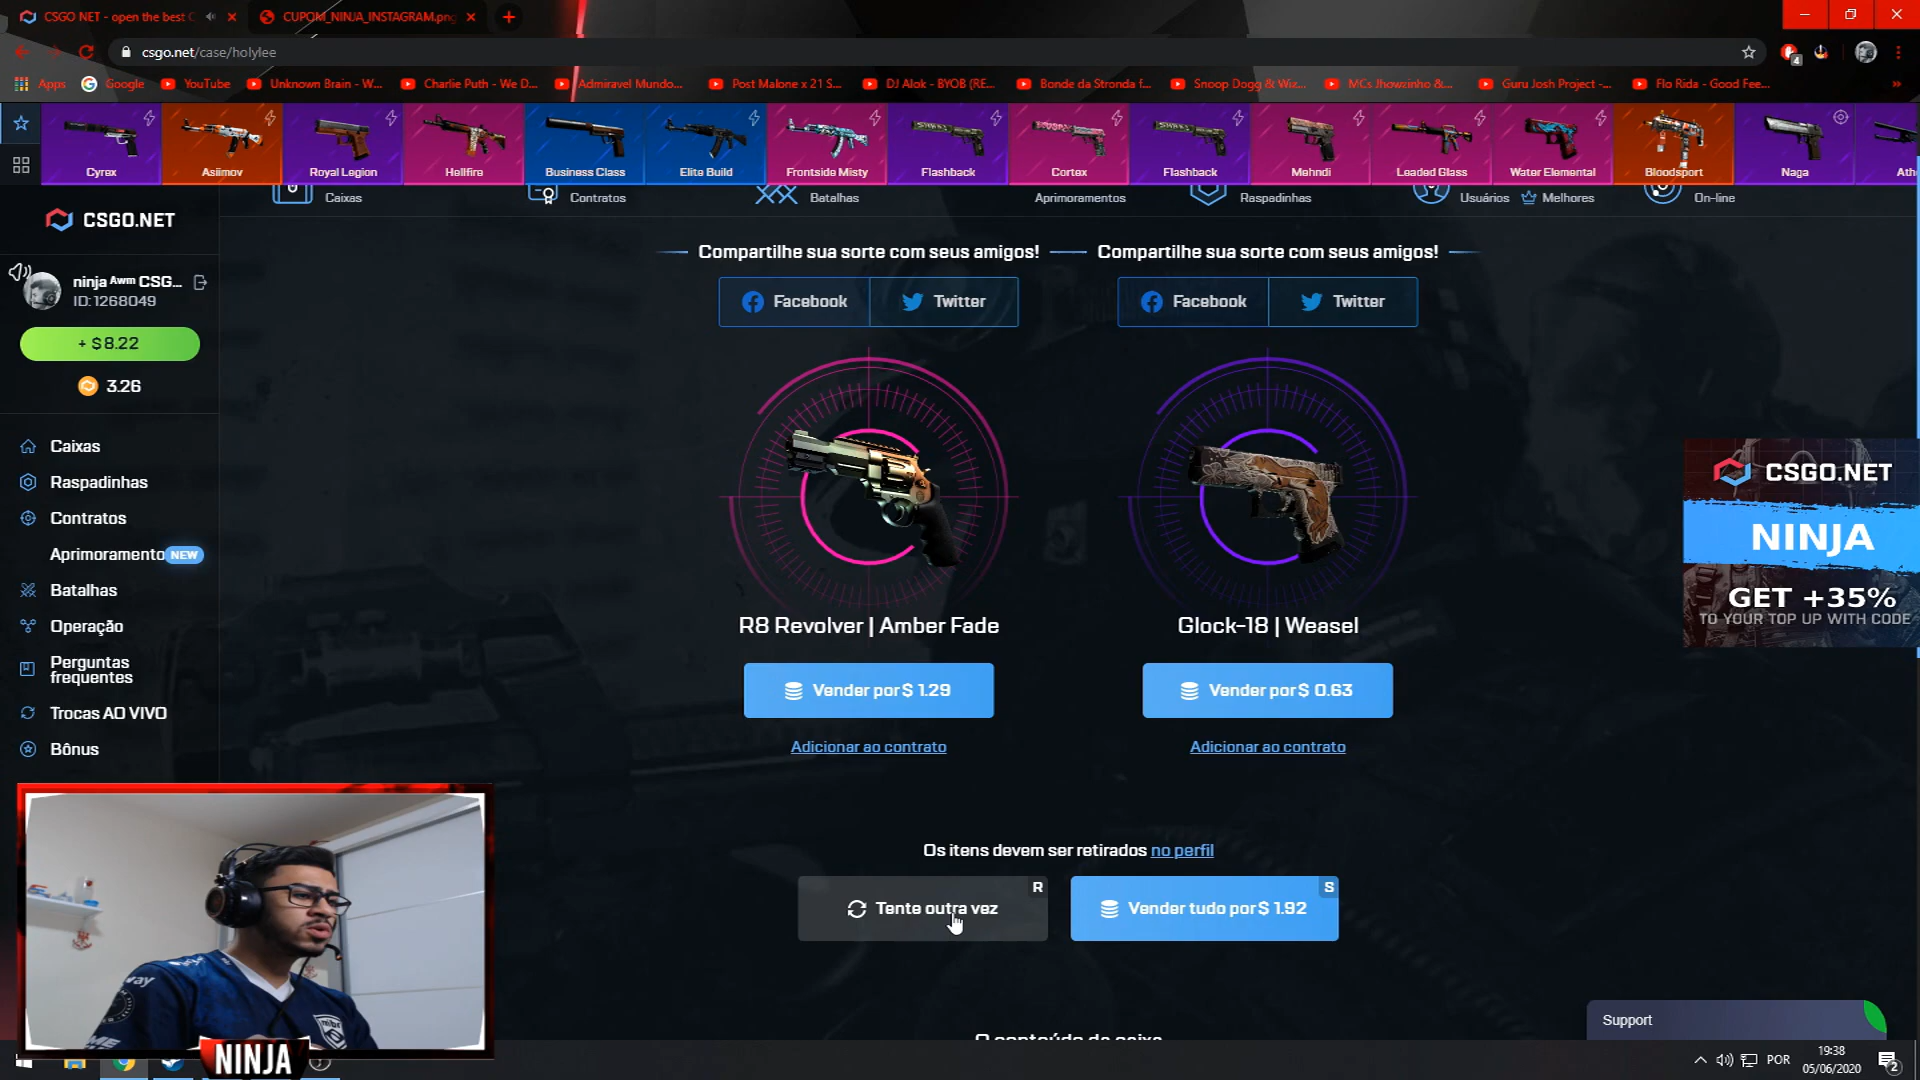 CSGO NET - open the best C
CUPOM_NINJA_INSTAGRAM.png
csgo.net/case/holylee
4
Apps
Google
YouTube
Unknown Brain - W...
Charlie Puth - We D...
Admiravel Mundo...
Post Malone x 21 S...
DJ Alok - BYOB (RE...
Bonde da Stronda f...
Snoop Dogg & Wiz...
MCs Jhowzinho &...
Guru Josh Project -...
Flo Rida - Good Fee...
Cyrex
Asiimov
Royal Legion
Hellfire
Business Class
Elite Build
Frontside Misty
Flashback
Cortex
Flashback
Mehndi
Leaded Glass
Water Elemental
Bloodsport
Naga
Ath
Caixas
Contratos
Batalhas
Aprimoramentos
Raspadinhas
Usuários
Melhores
On-line
CSGO.NET
ninja ᴬʷᵐ CSG...
ID:1268049
+ $ 8.22
3.26
Caixas
Raspadinhas
Contratos
Aprimoramento NEW
Batalhas
Operação
Perguntas
frequentes
Trocas AO VIVO
Bônus
Compartilhe sua sorte com seus amigos!
Compartilhe sua sorte com seus amigos!
Facebook
Twitter
Facebook
Twitter
R8 Revolver | Amber Fade
Glock-18 | Weasel
Vender por $ 1.29
Vender por $ 0.63
Adicionar ao contrato
Adicionar ao contrato
Os itens devem ser retirados no perfil
Tente outra vez
R
Vender tudo por $ 1.92
S
O conteúdo da caixa
CSGO.NET
NINJA
GET +35%
TO YOUR TOP UP WITH CODE
Support
NINJA
POR
19:38
05/06/2020
2